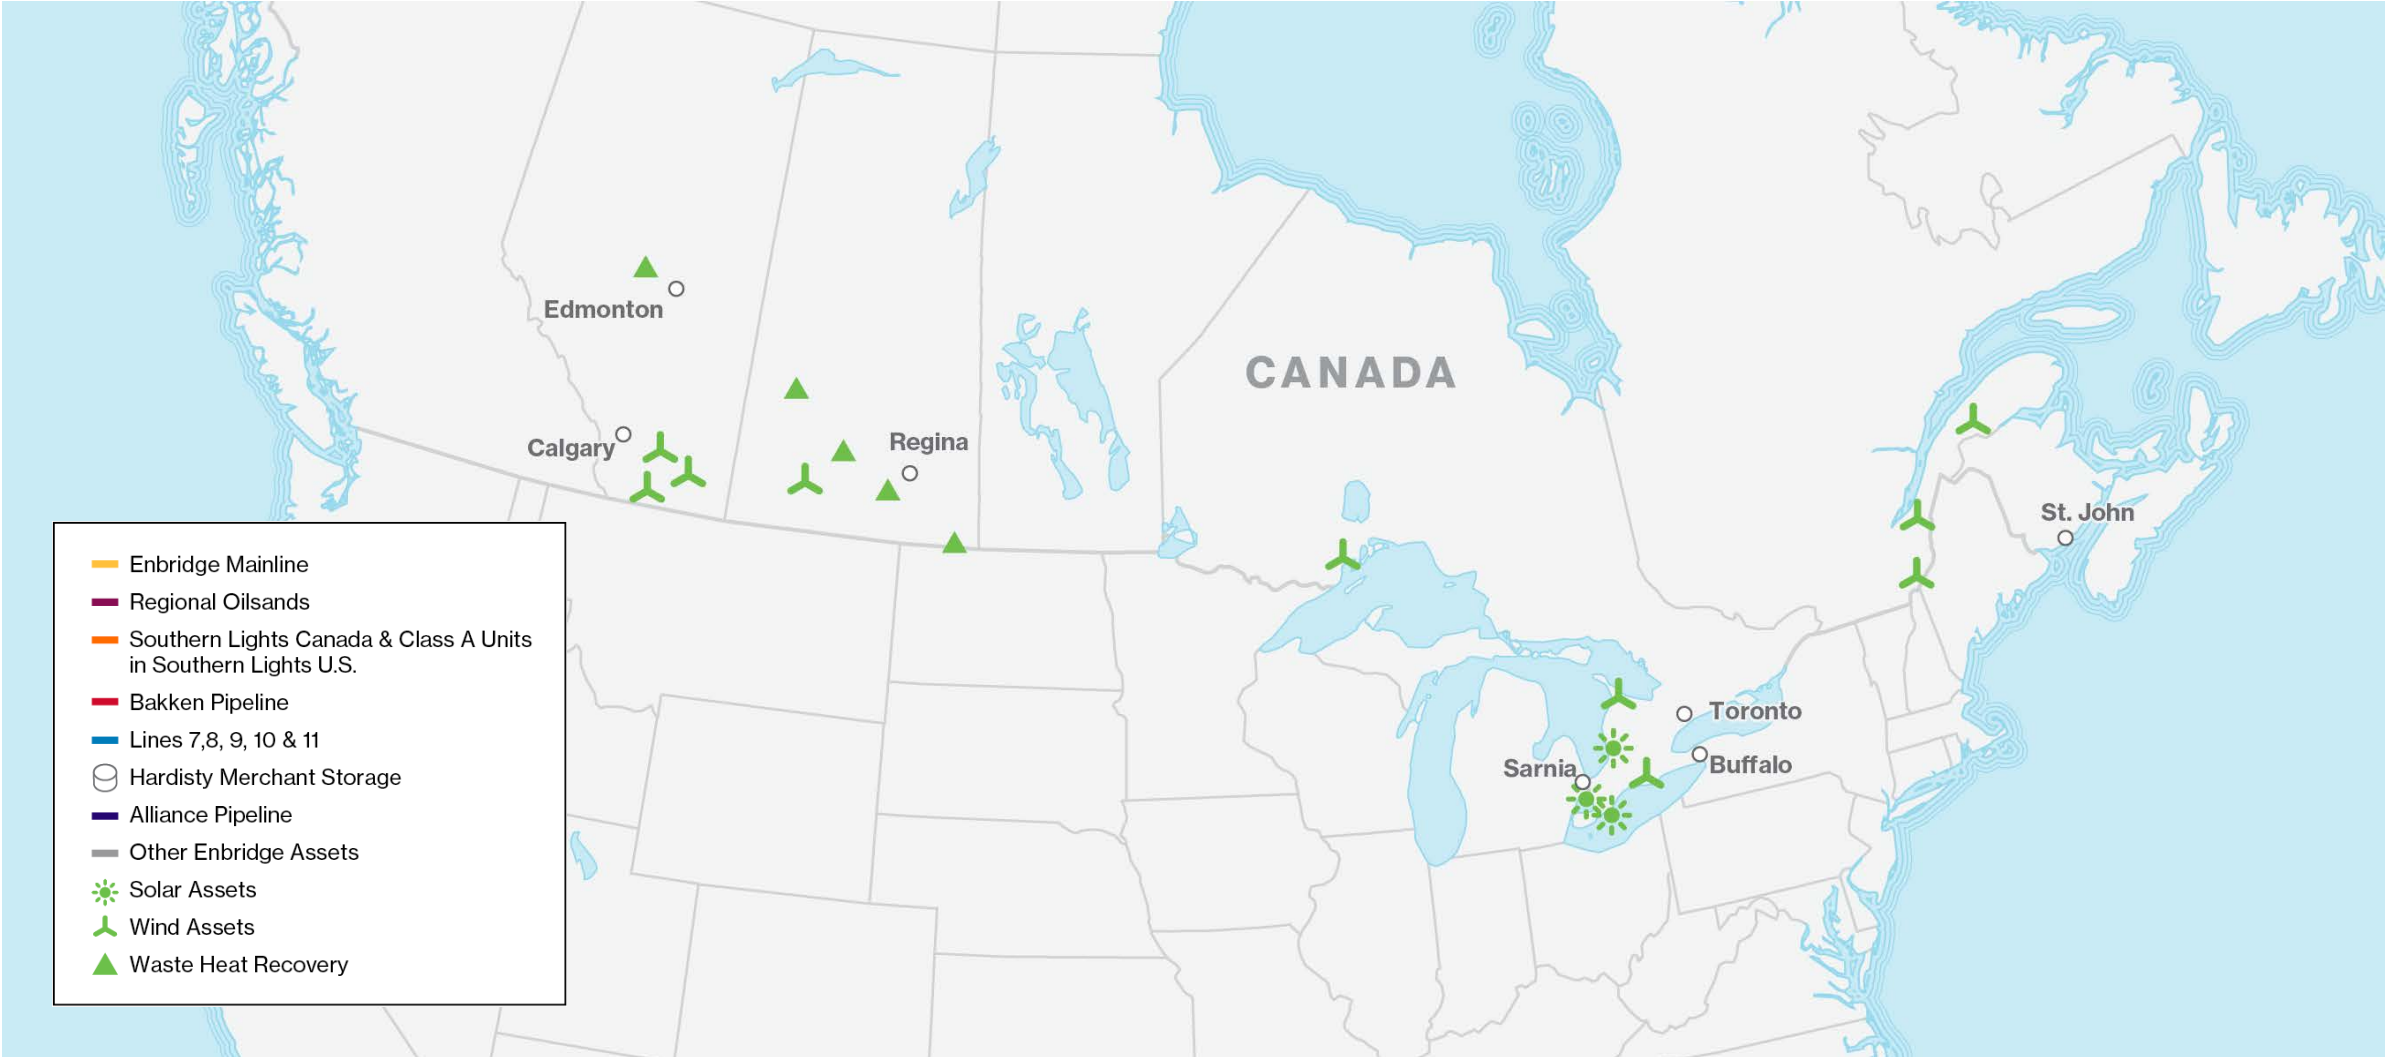 CANADA
Edmonton
Calgary
Regina
St. John
Toronto
Sarnia
Buffalo
Enbridge Mainline
Regional Oilsands
Southern Lights Canada & Class A Units
in Southern Lights U.S.
Bakken Pipeline
Lines 7,8, 9, 10 & 11
Hardisty Merchant Storage
Alliance Pipeline
Other Enbridge Assets
Solar Assets
Wind Assets
Waste Heat Recovery